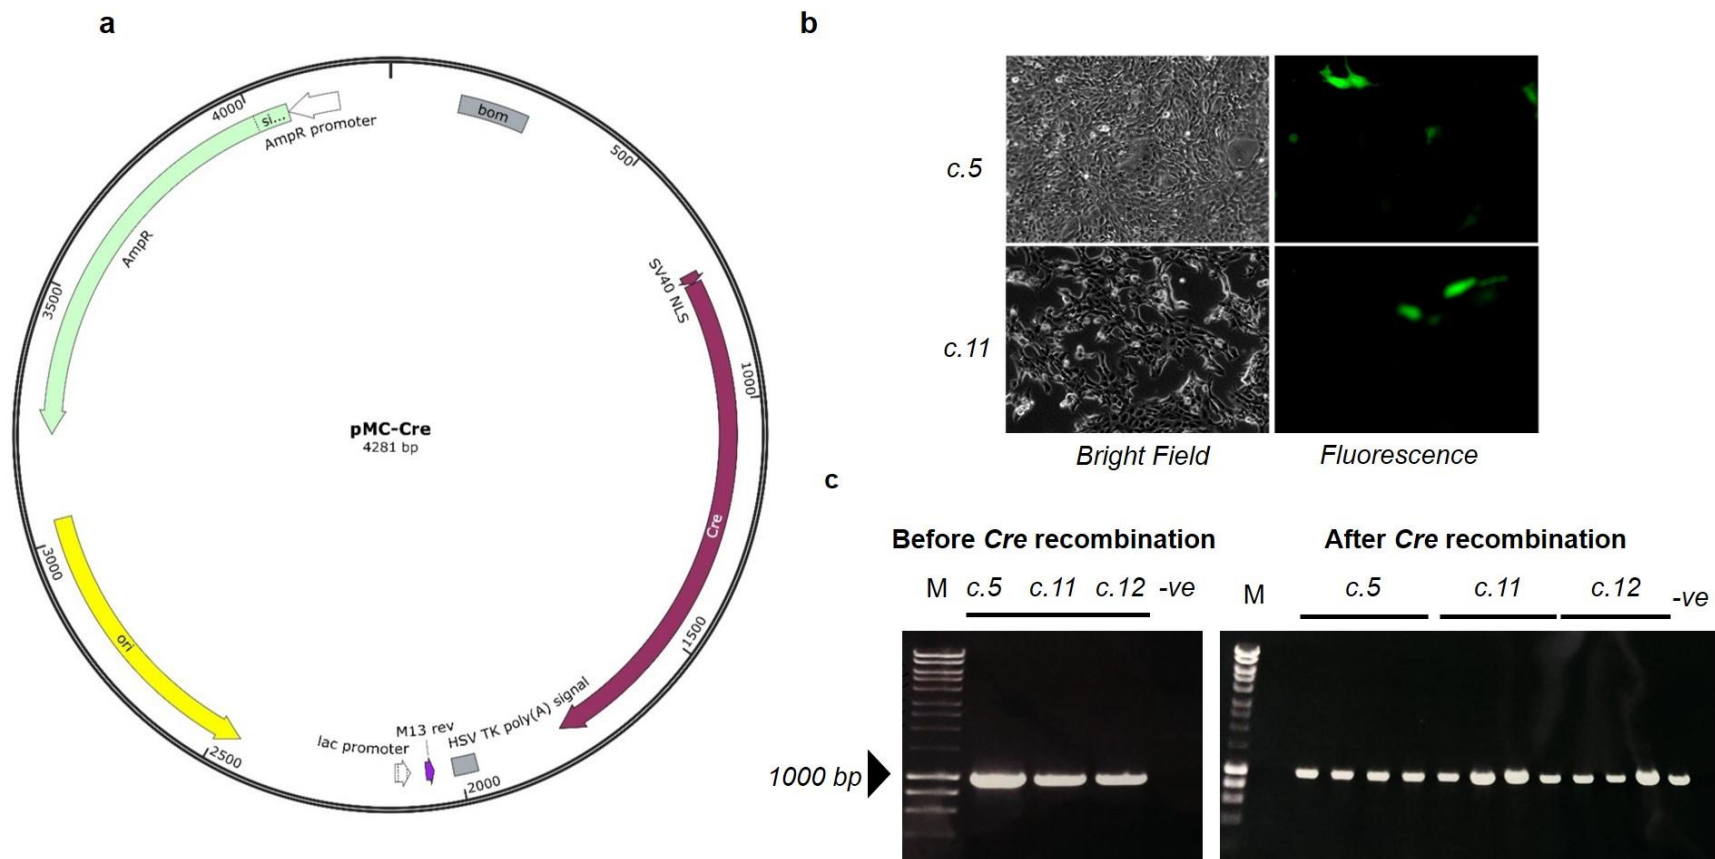 a
4000
si...
AmpR promoter
bom
500
AmpR
SV40 NLS
3500
1000
pMC-Cre
4281 bp
Cre
3000
ori
1500
HSV TK poly(A) signal
M13 rev
lac promoter
2500
2000
b
c.5
c.11
Bright Field
Fluorescence
c
Before Cre recombination
After Cre recombination
M c.5 c.11 c.12 -ve
M c.5 c.11 c.12 -ve
1000 bp